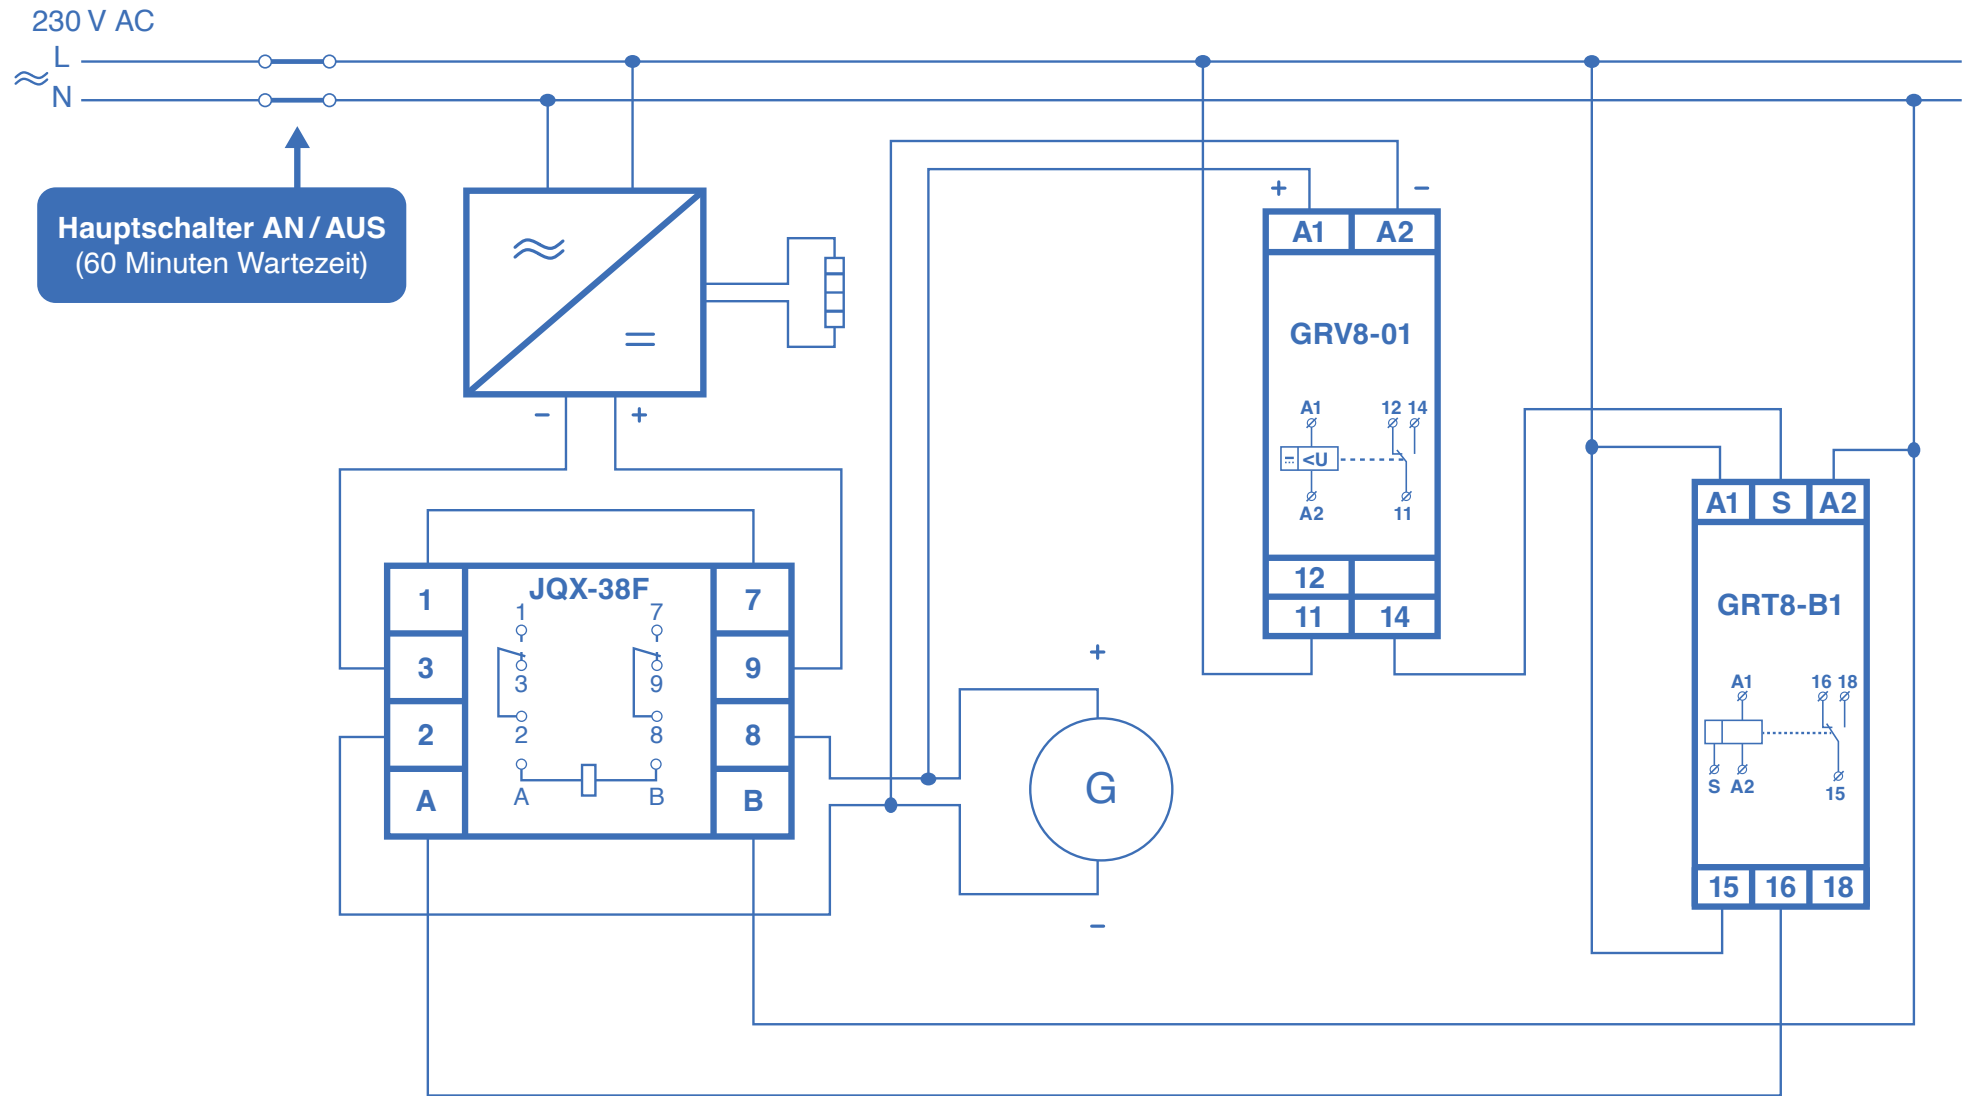 230 V AC
L
N
Hauptschalter AN / AUS
(60 Minuten Wartezeit)
− +
+ −
A1 A2
GRV8-01
A1 12 14
<U
A2 11
12
11 14
A1 S A2
GRT8-B1
A1 16 18
S A2 15
15 16 18
JQX-38F
1 1 7 7
3 3 9 9
2 2 8 8
A A B B
+
G
−